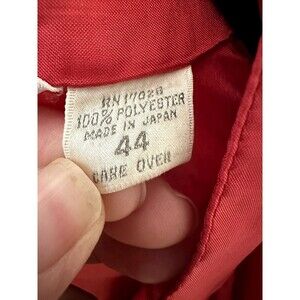 RN17028
100% POLYESTER
MADE IN JAPAN
44
CARE OVER